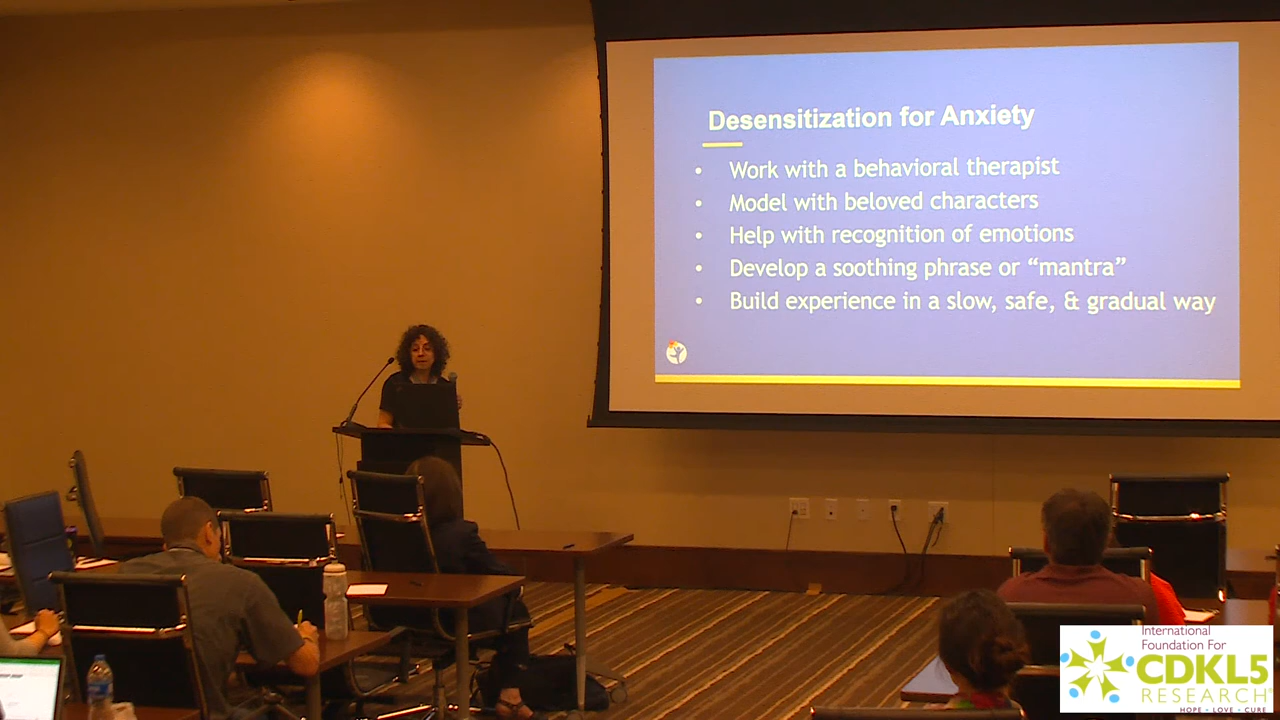 Desensitization for Anxiety
• Work with a behavioral therapist
• Model with beloved characters
• Help with recognition of emotions
• Develop a soothing phrase or “mantra”
• Build experience in a slow, safe, & gradual way
International
Foundation For
CDKL5
RESEARCH
HOPE • LOVE • CURE